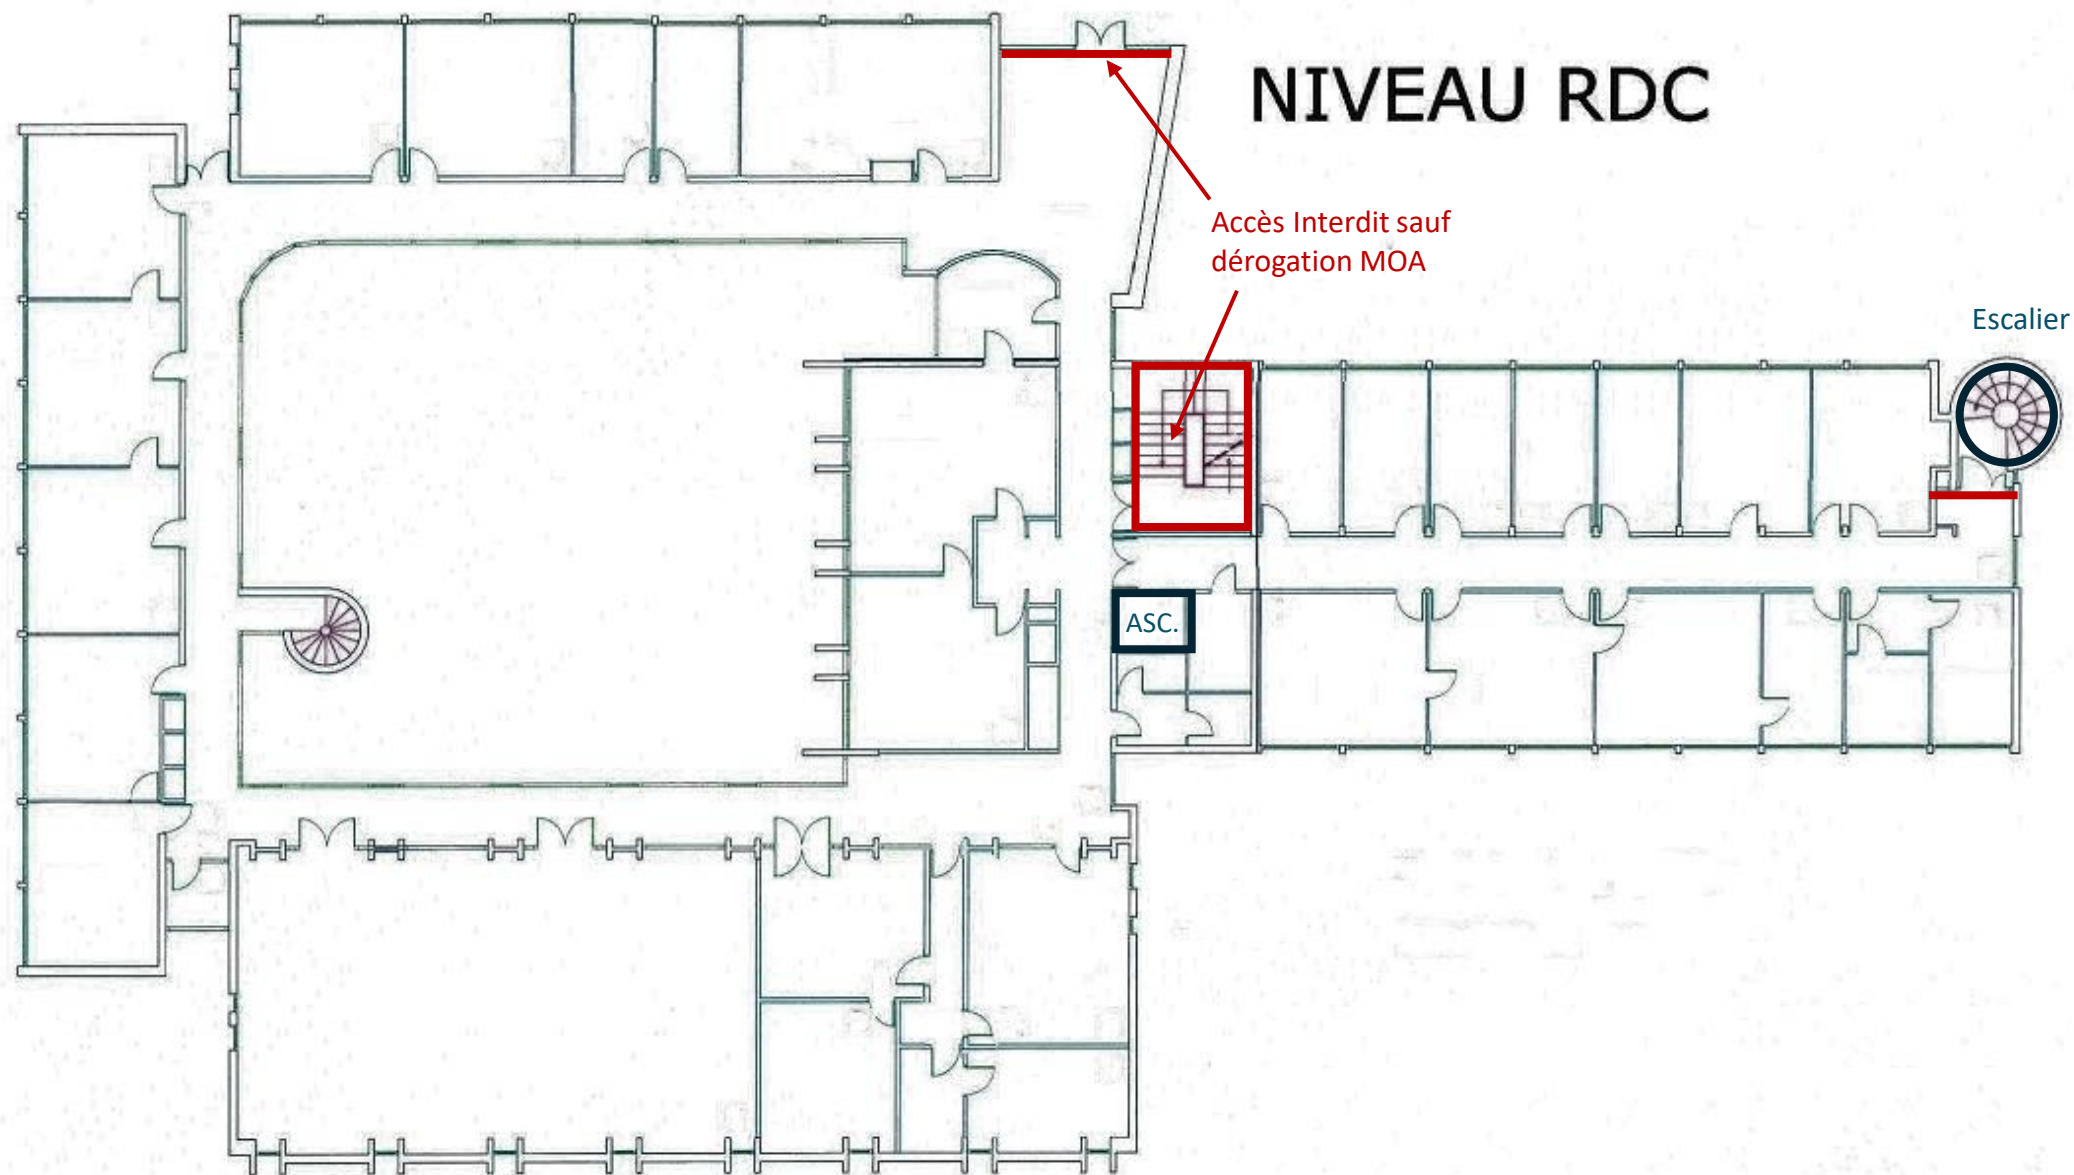 NIVEAU RDC
Accès Interdit sauf
dérogation MOA
Escalier
ASC.